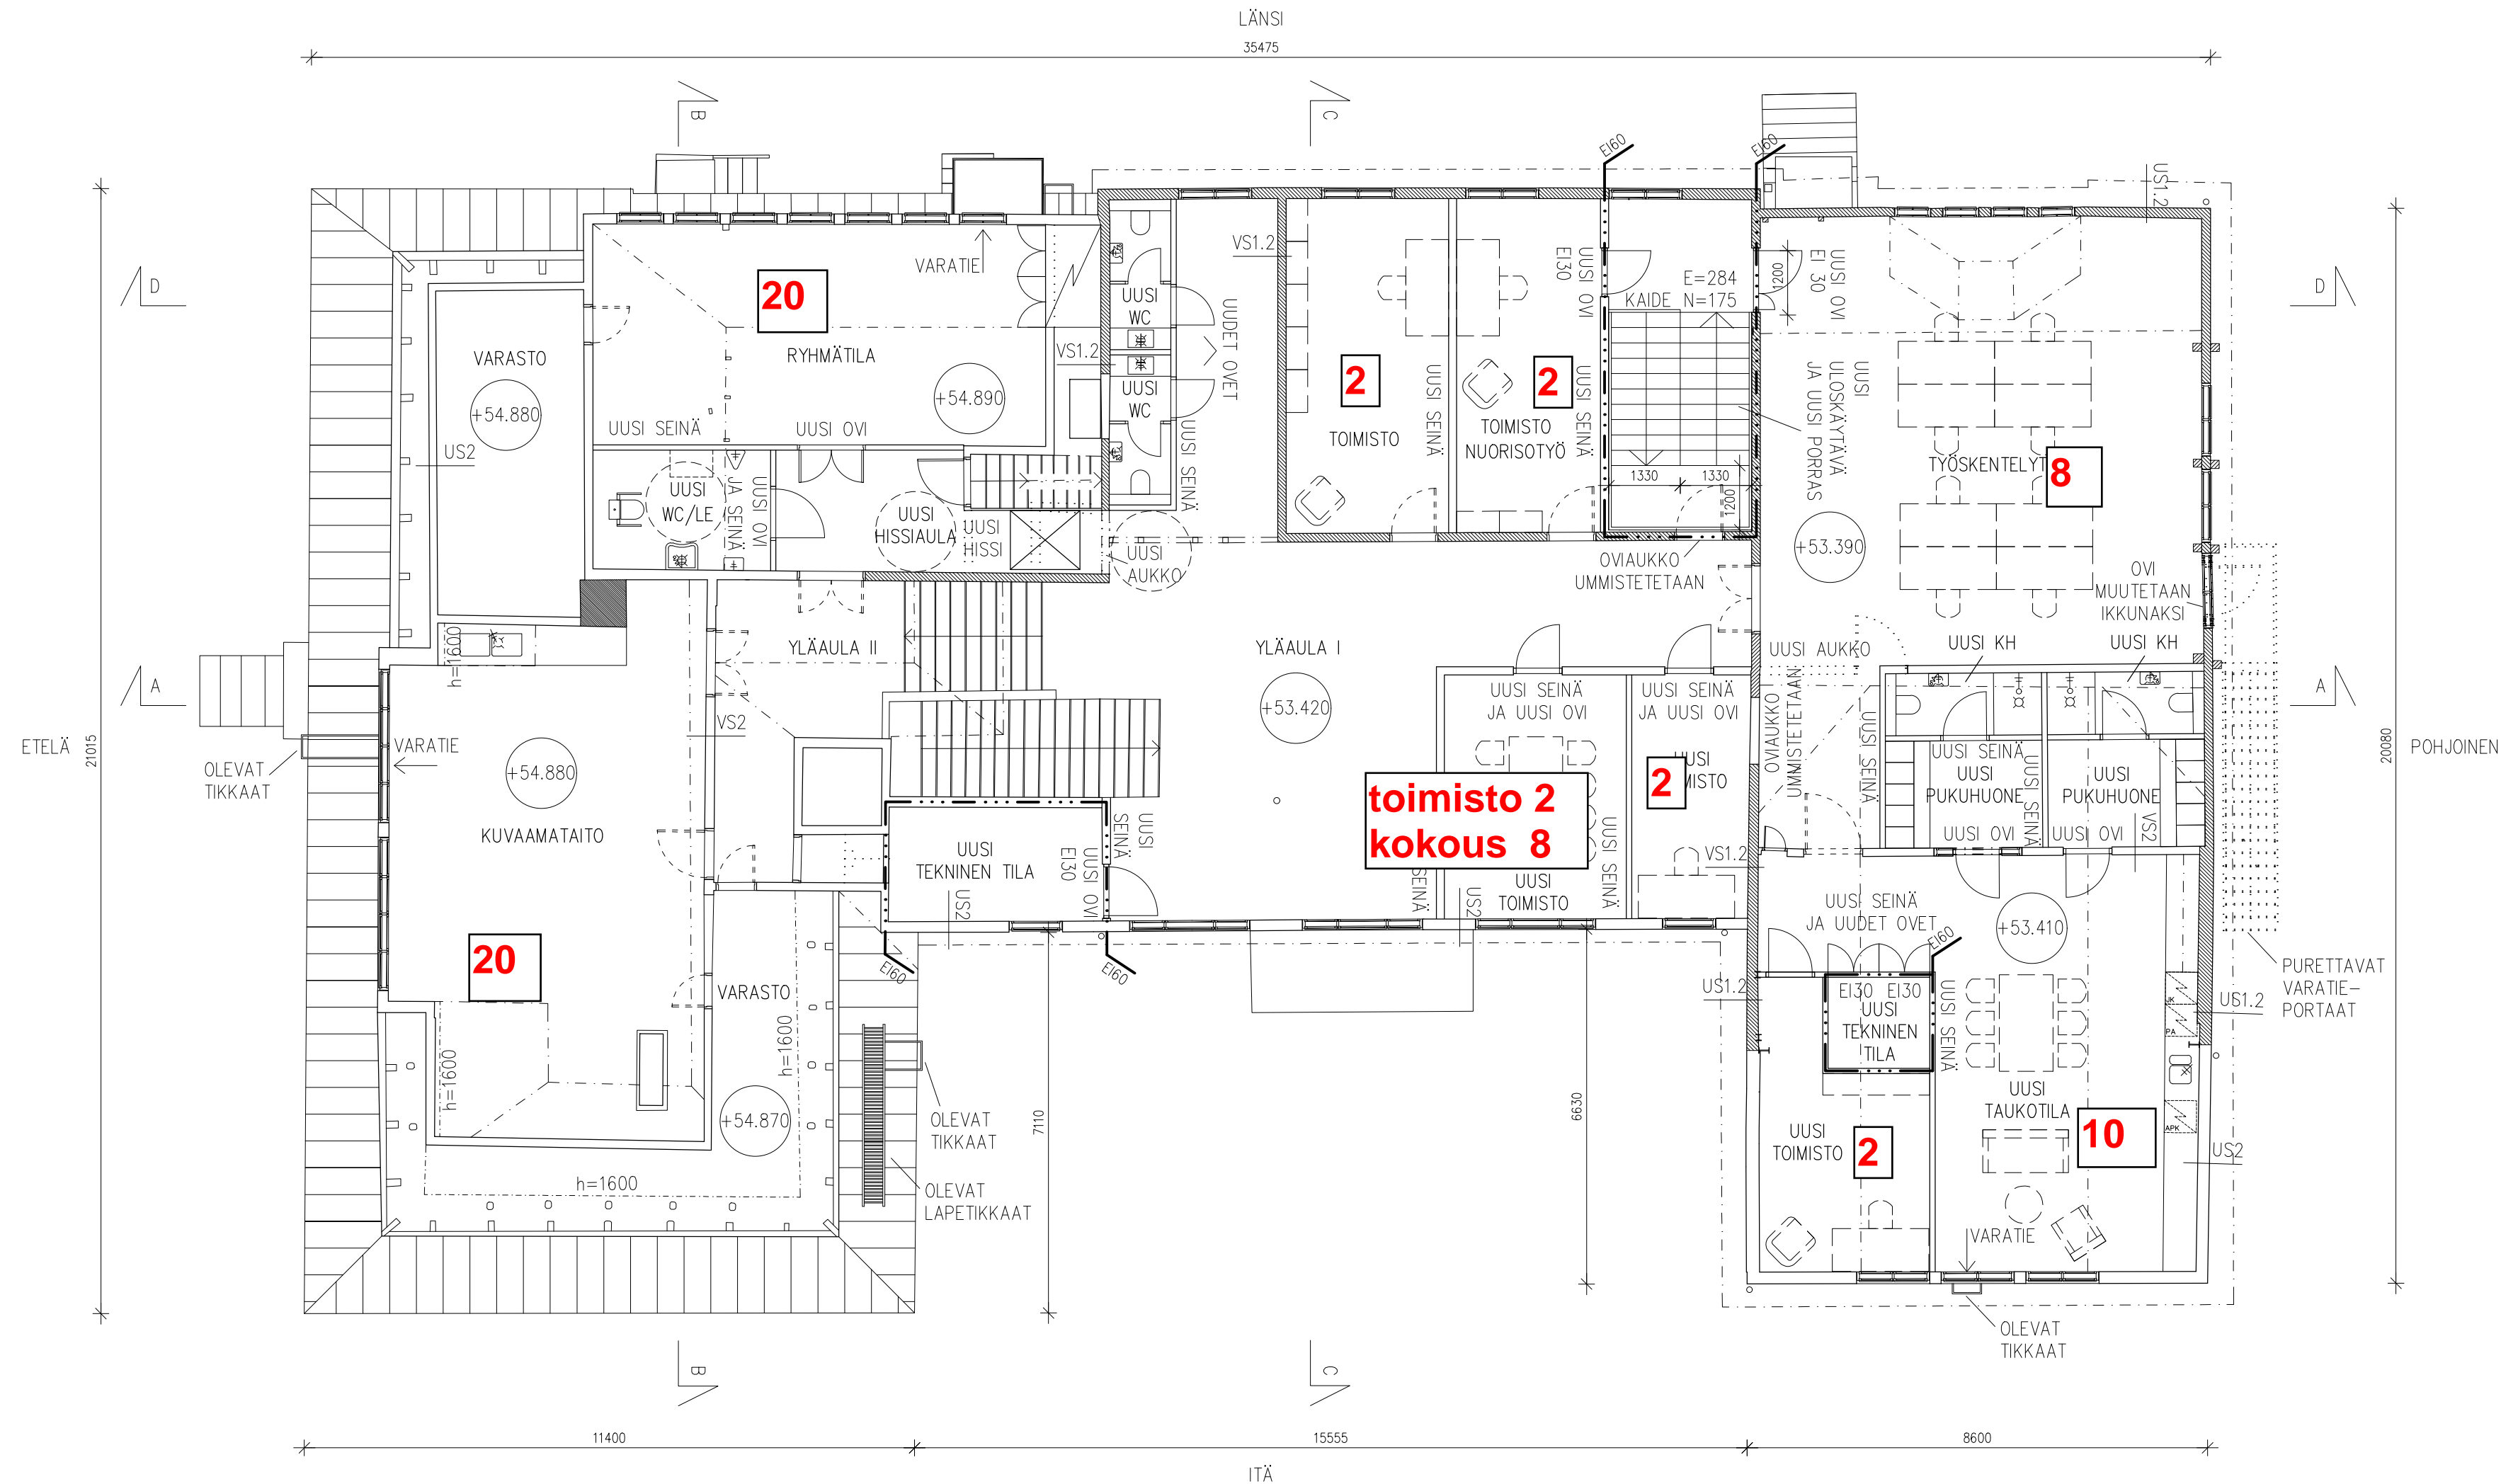 LÄNSI
35475
B
C
EI60
EI60
US1.2
D
D
VARATIE
VS1.2
UUSI
WC
UUDET OVET
UUSI OVI
EI30
E=284
KAIDE N=175
1200
UUSI OVI
EI 30
20
VARASTO
+54.880
RYHMÄTILA
+54.890
VS1.2
UUSI
WC
UUSI SEINÄ
UUSI OVI
US2
2
TOIMISTO
UUSI SEINÄ
2
TOIMISTO
NUORISOTYÖ
UUSI SEINÄ
UUSI
ULOSKÄYTÄVÄ
JA UUSI PORRAS
TYÖSKENTELYT
8
UUSI
WC/LE
UUSI OVI
JA SEINÄ
UUSI
HISSIAULA
UUSI
HISSI
UUSI SEINÄ
UUSI
AUKKO
1330
1330
1200
+53.390
OVIAUKKO
UMMISTETETAAN
OVI
MUUTETAAN
IKKUNAKSI
h=1600
YLÄAULA II
YLÄAULA I
+53.420
UUSI AUKKO
UUSI KH
UUSI KH
A
A
ETELÄ
21015
20080
POHJOINEN
OLEVAT
TIKKAAT
VARATIE
+54.880
VS2
KUVAAMATAITO
UUSI SEINÄ
JA UUSI OVI
UUSI SEINÄ
JA UUSI OVI
OVIAUKKO
UMMISTETETAAN
UUSI SEINÄ
UUSI SEINÄ
UUSI
PUKUHUONE
UUSI OVI
UUSI SEINÄ
UUSI
PUKUHUONE
UUSI OVI
VS2
toimisto 2
kokous 8
2
UUSI
TEKNINEN TILA
UUSI OVI
EI30
UUSI
SEINÄ
US2
SEINÄ
UUSI
TOIMISTO
UUSI SEINÄ
US2
VS1.2
UUSI SEINÄ
JA UUDET OVET
+53.410
EI60
EI60
EI60
20
VARASTO
h=1600
h=1600
+54.870
h=1600
OLEVAT
TIKKAAT
OLEVAT
LAPETIKKAAT
7110
6630
US1.2
EI30 EI30
UUSI
TEKNINEN
TILA
UUSI SEINÄ
JK
PA
APK
US1.2
PURETTAVAT
VARATIE-
PORTAAT
UUSI
TAUKOTILA
10
UUSI
TOIMISTO
2
US2
VARATIE
OLEVAT
TIKKAAT
B
C
11400
15555
8600
ITÄ